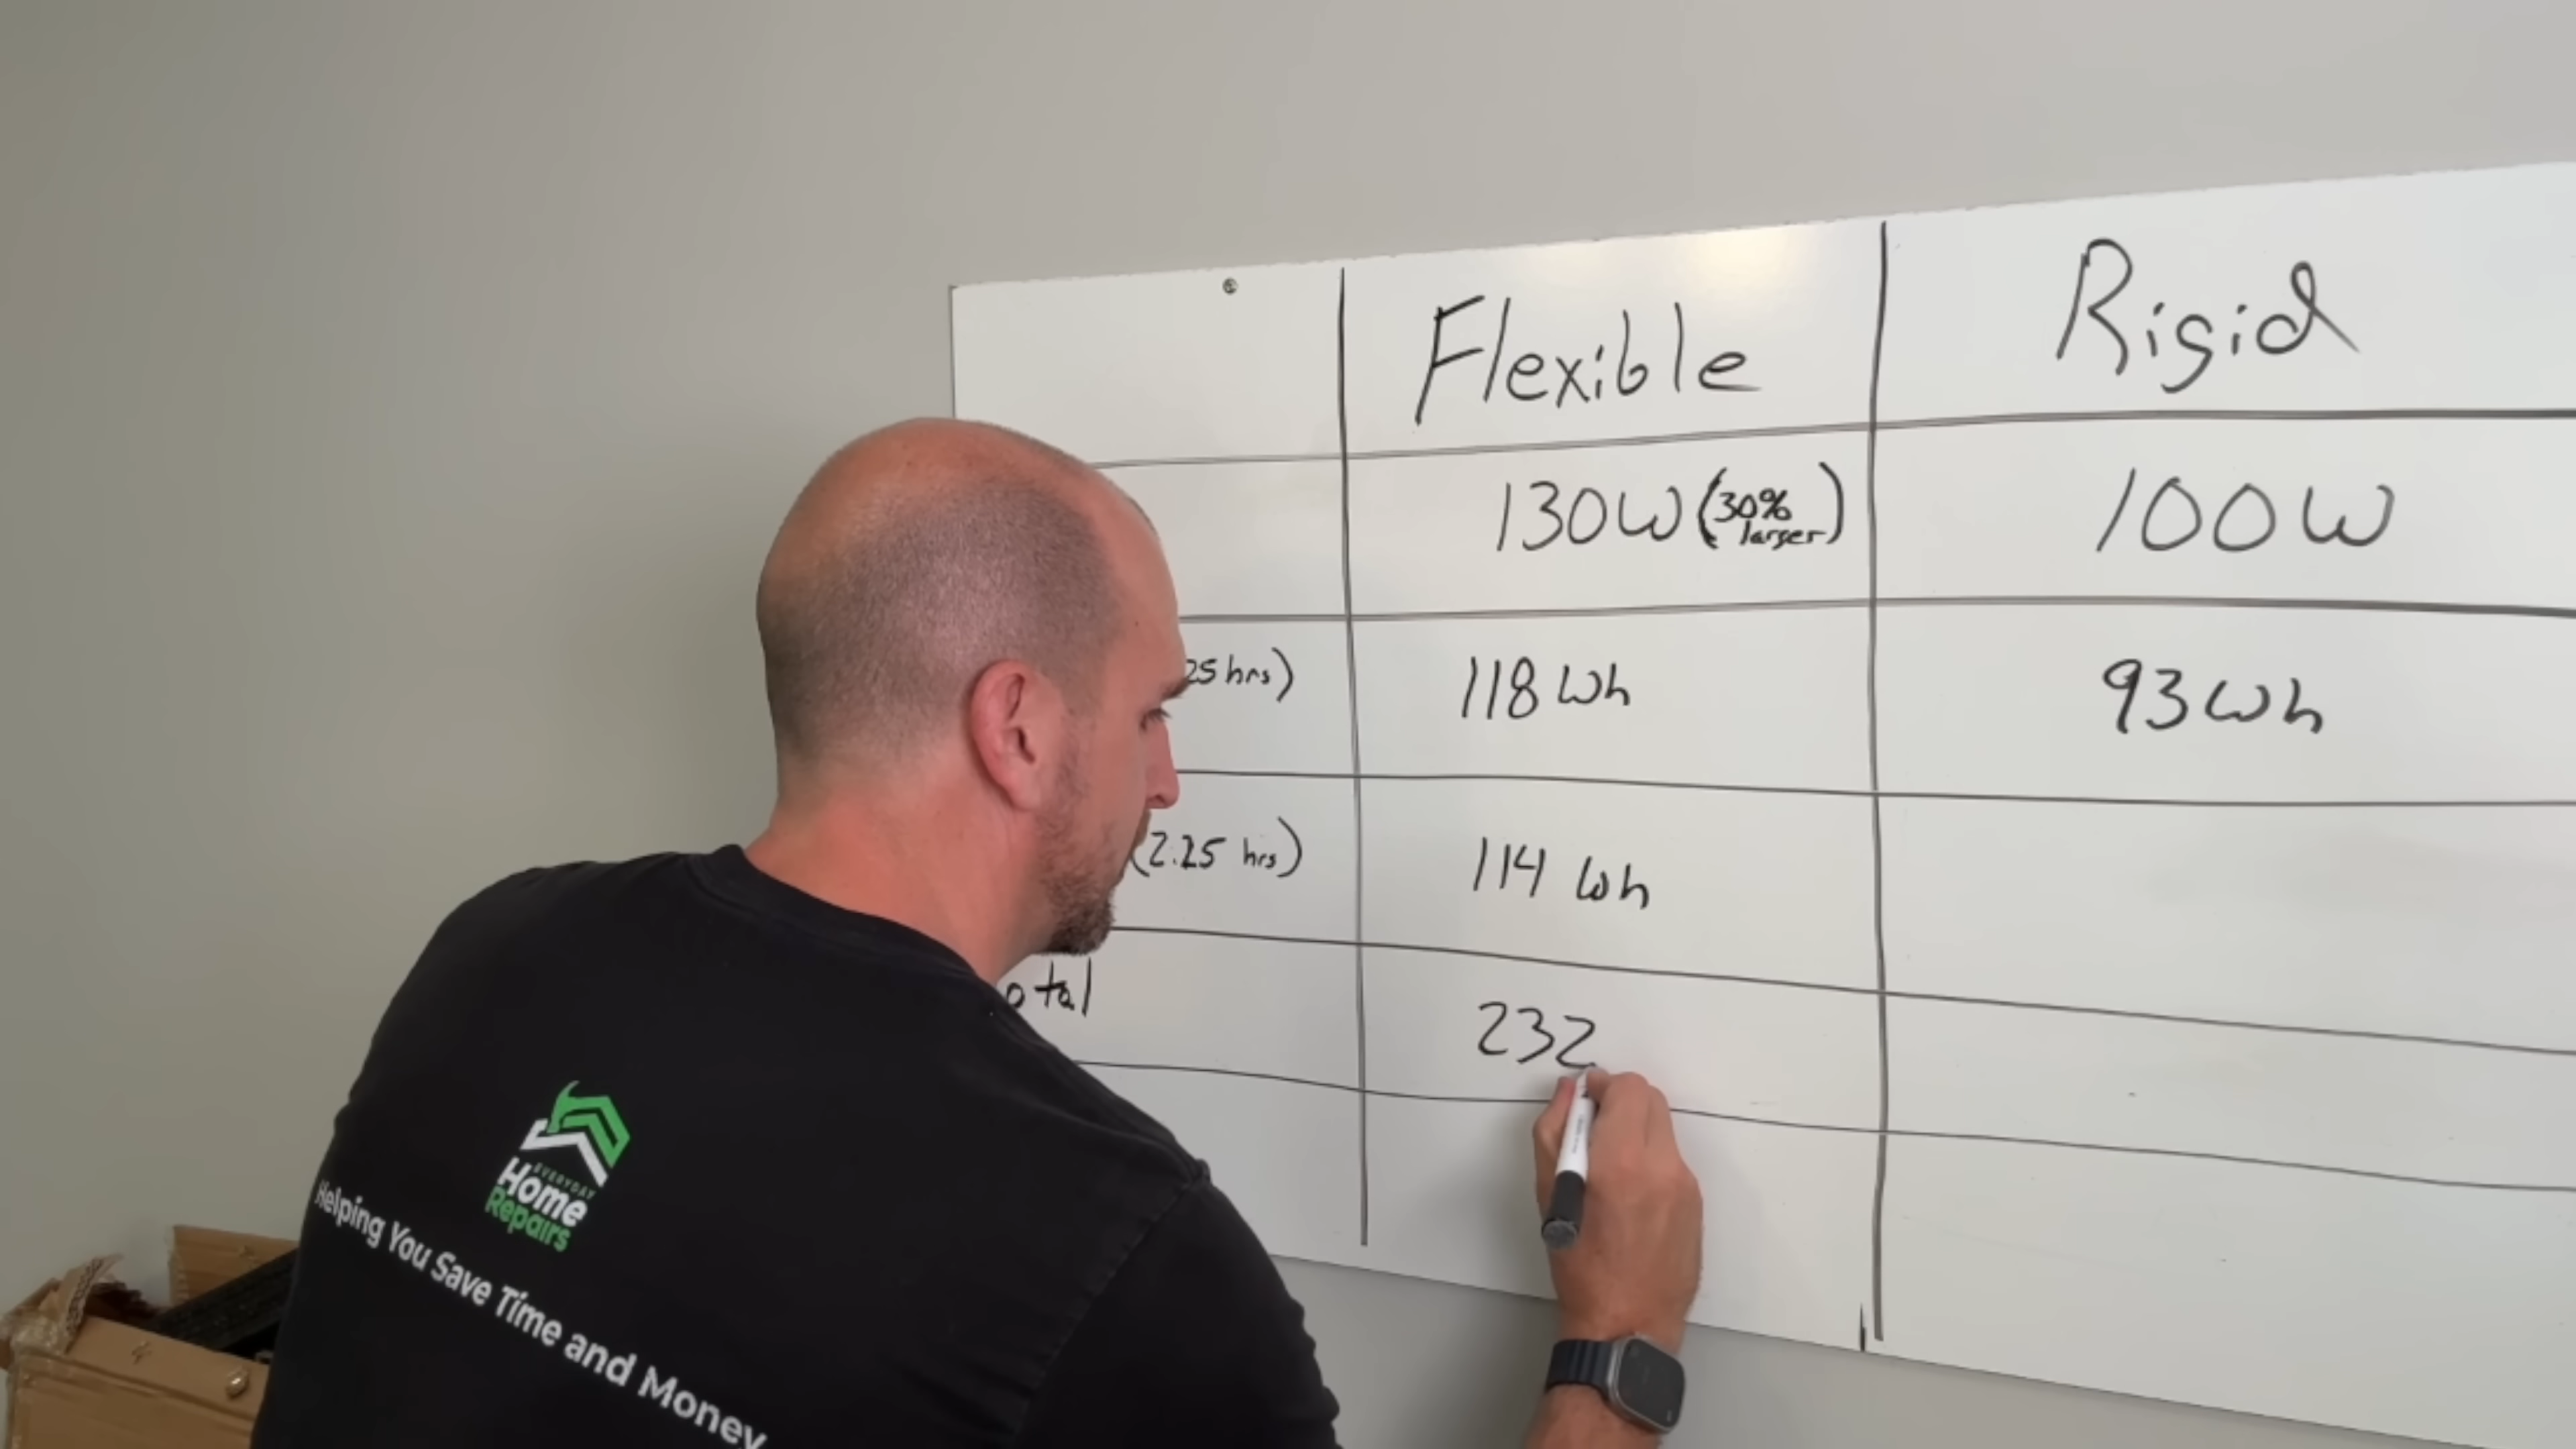 Flexible
Rigid
130W (30% larger)
100W
25 hrs)
118 Wh
93 Wh
(2.25 hrs)
114 Wh
otal
232
EVERYDAY
Home
Repairs
Helping You Save Time and Money